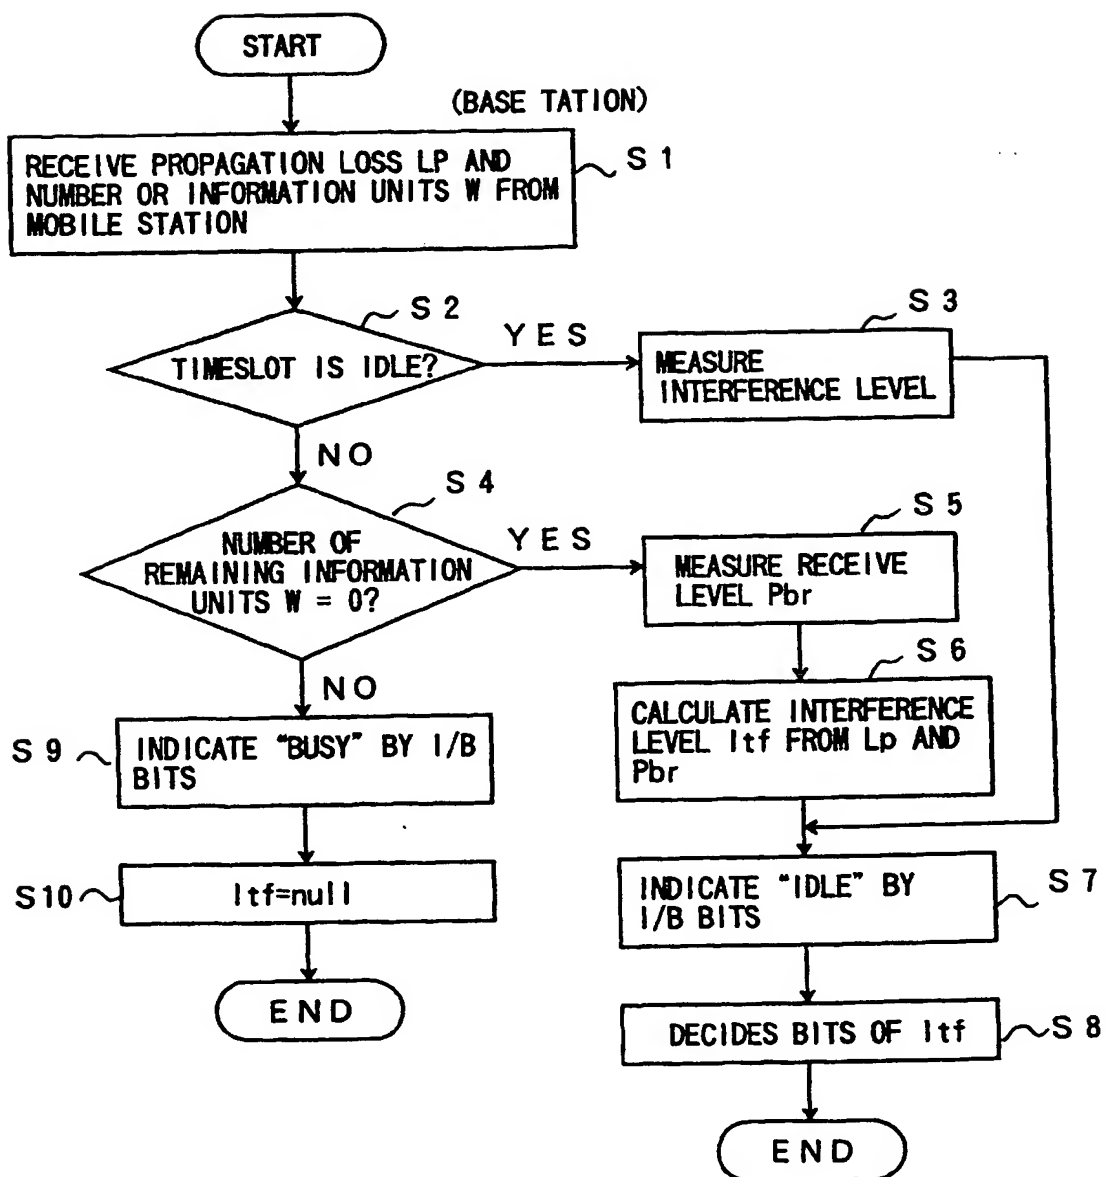 START
(BASE TATION)
RECEIVE PROPAGATION LOSS LP AND
NUMBER OR INFORMATION UNITS W FROM
MOBILE STATION
S 1
S 2
TIMESLOT IS IDLE?
YES
S 3
MEASURE
INTERFERENCE LEVEL
NO
S 4
NUMBER OF
REMAINING INFORMATION
UNITS W = 0?
YES
S 5
MEASURE RECEIVE
LEVEL Pbr
S 6
CALCULATE INTERFERENCE
LEVEL Itf FROM Lp AND
Pbr
NO
S 9
INDICATE "BUSY" BY I/B
BITS
S 7
INDICATE "IDLE" BY
I/B BITS
S10
Itf=null
S 8
DECIDES BITS OF Itf
END
END